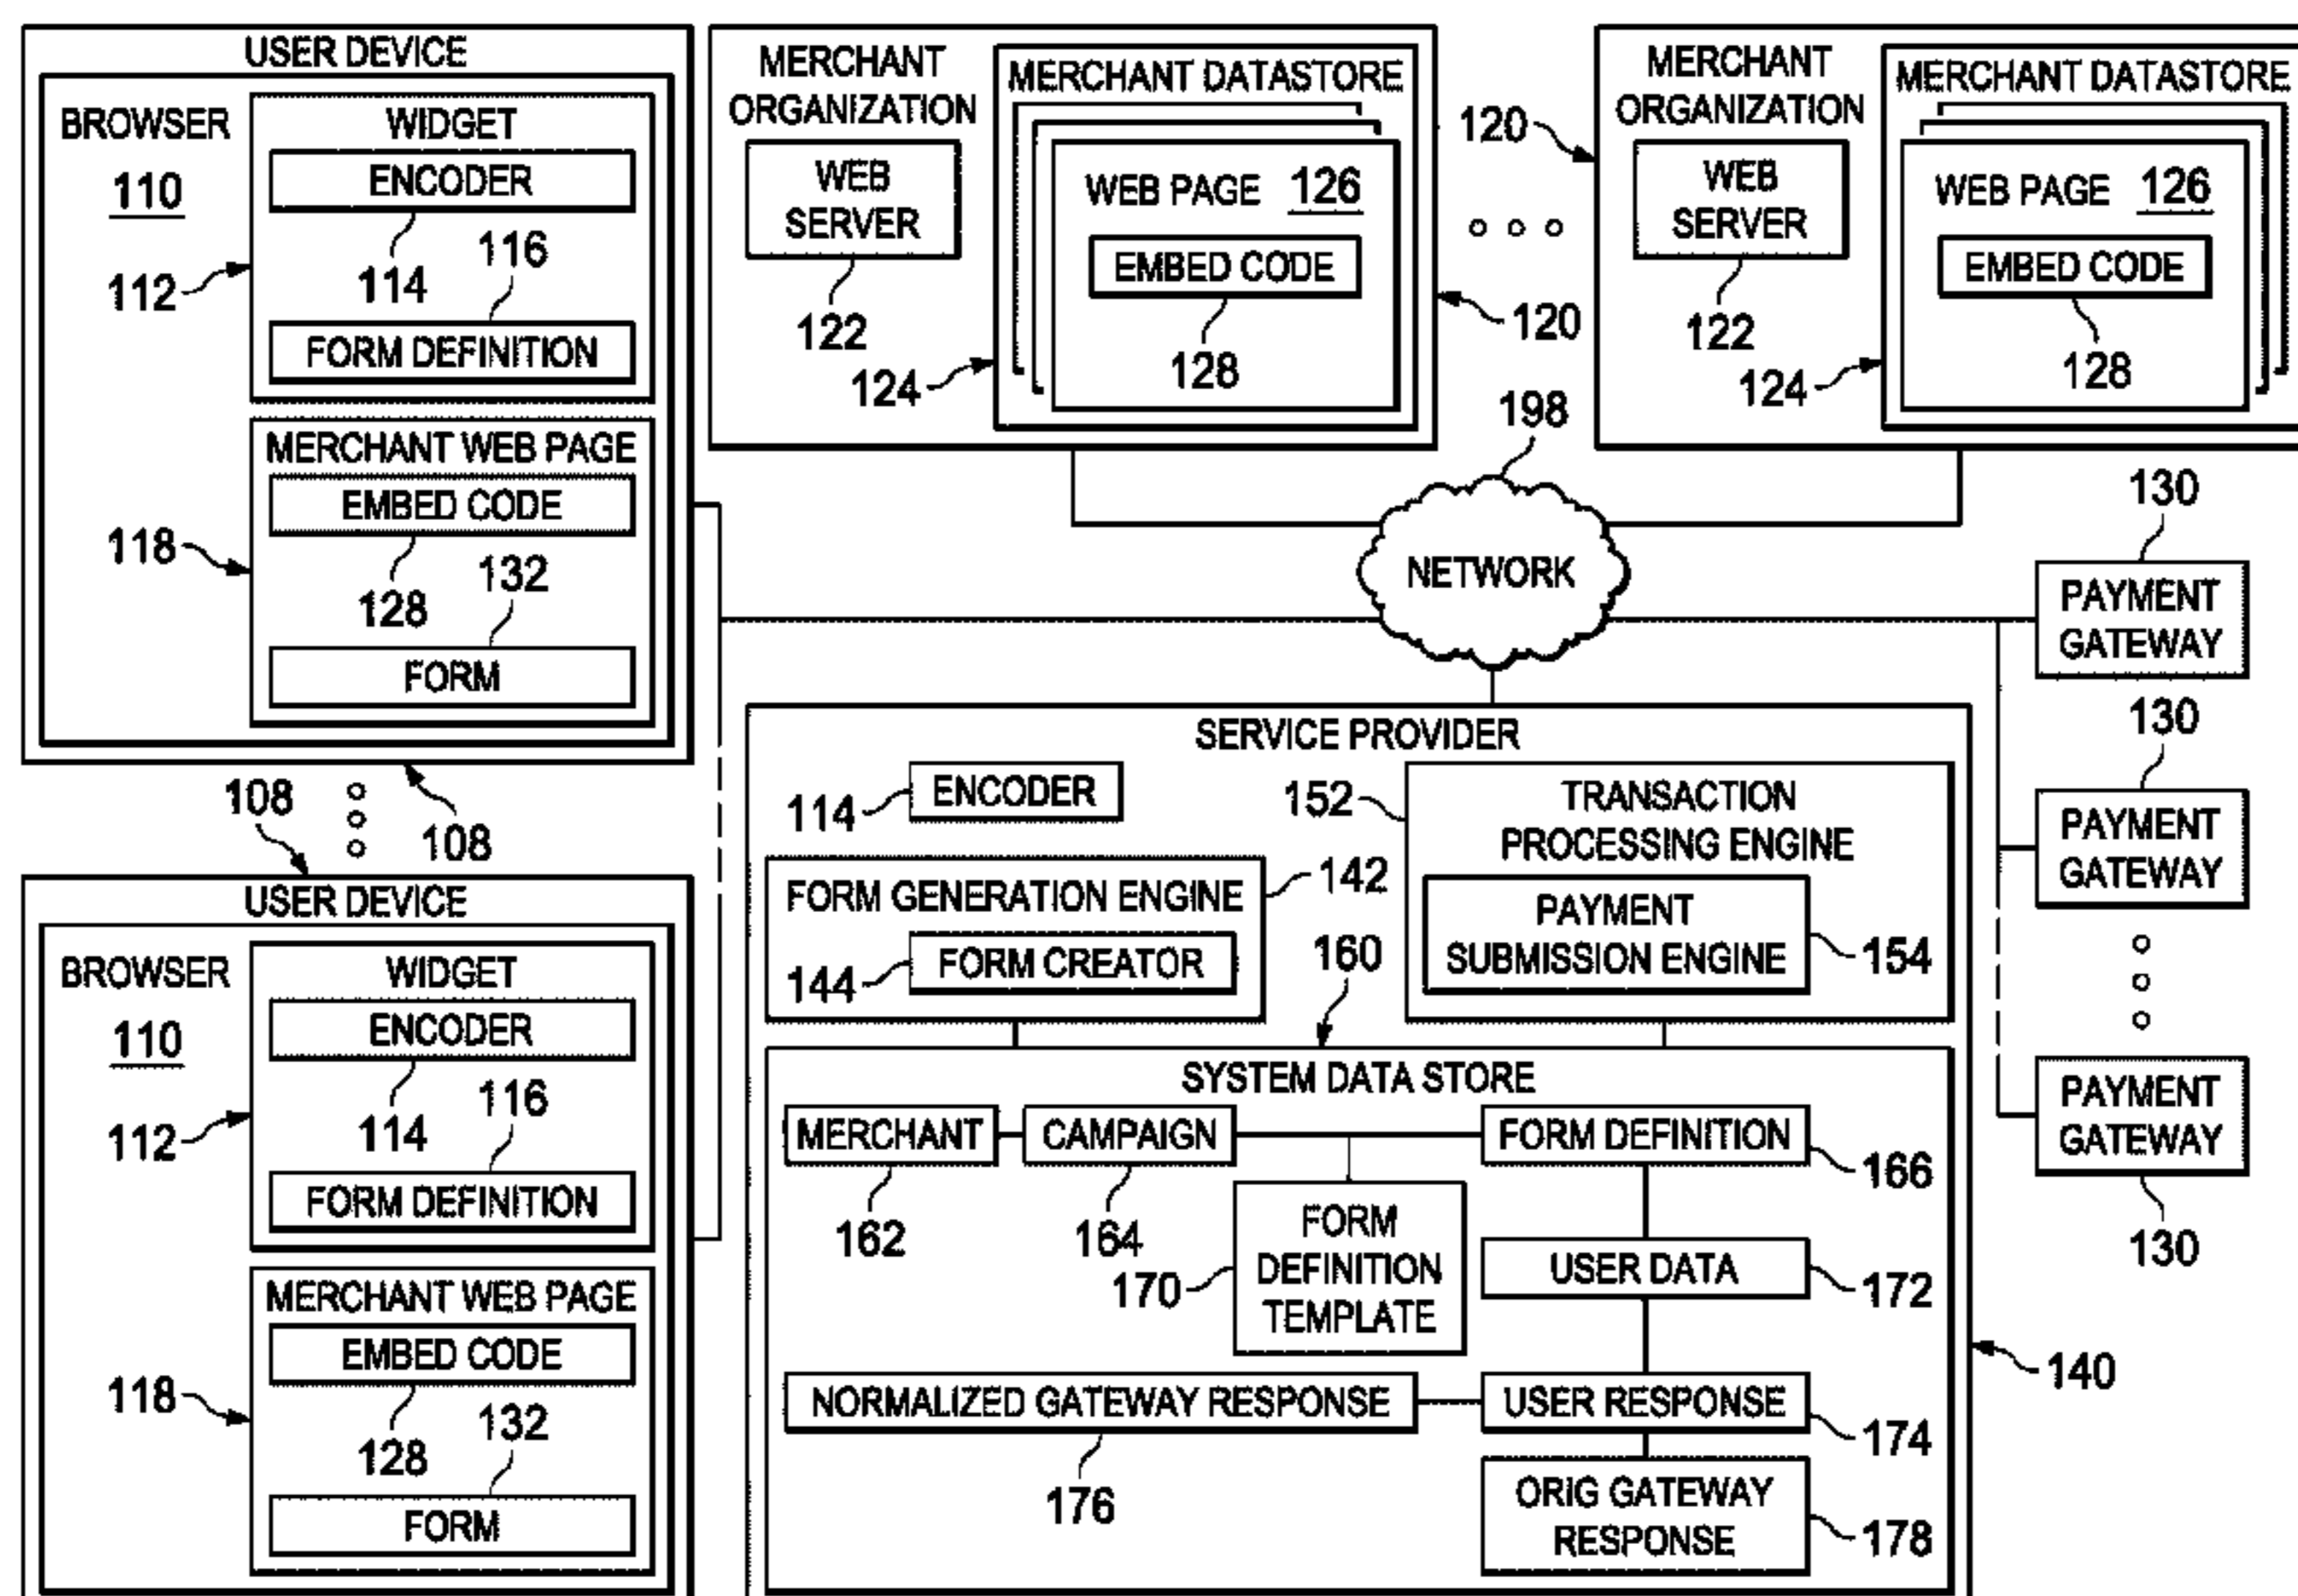 USER DEVICE
BROWSER
110
WIDGET
ENCODER
114
116
112
FORM DEFINITION
MERCHANT WEB PAGE
EMBED CODE
118
128
132
FORM
108
108
USER DEVICE
BROWSER
110
WIDGET
ENCODER
114
116
112
FORM DEFINITION
MERCHANT WEB PAGE
EMBED CODE
118
128
132
FORM
MERCHANT
ORGANIZATION
WEB
SERVER
122
MERCHANT DATASTORE
WEB PAGE 126
EMBED CODE
128
124
120
120
MERCHANT
ORGANIZATION
WEB
SERVER
122
MERCHANT DATASTORE
WEB PAGE 126
EMBED CODE
128
124
198
NETWORK
130
PAYMENT
GATEWAY
130
PAYMENT
GATEWAY
PAYMENT
GATEWAY
130
SERVICE PROVIDER
114
ENCODER
152
TRANSACTION
PROCESSING ENGINE
PAYMENT
SUBMISSION ENGINE
154
142
FORM GENERATION ENGINE
144
FORM CREATOR
160
SYSTEM DATA STORE
MERCHANT
CAMPAIGN
FORM DEFINITION
166
162
164
170
FORM
DEFINITION
TEMPLATE
USER DATA
172
140
NORMALIZED GATEWAY RESPONSE
USER RESPONSE
174
176
ORIG GATEWAY
RESPONSE
178